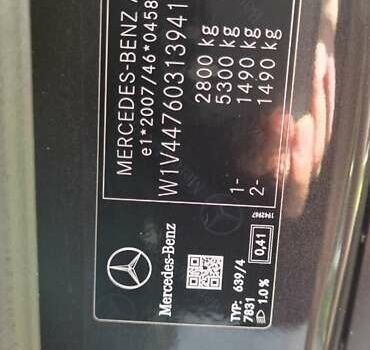 MERCEDES-BENZ
e1*2007/46*0458
W1V44760313941
2800 kg
5300 kg
1- 1490 kg
2- 1490 kg
Mercedes-Benz
TYP: 639/4
7831
1.0%
0,41